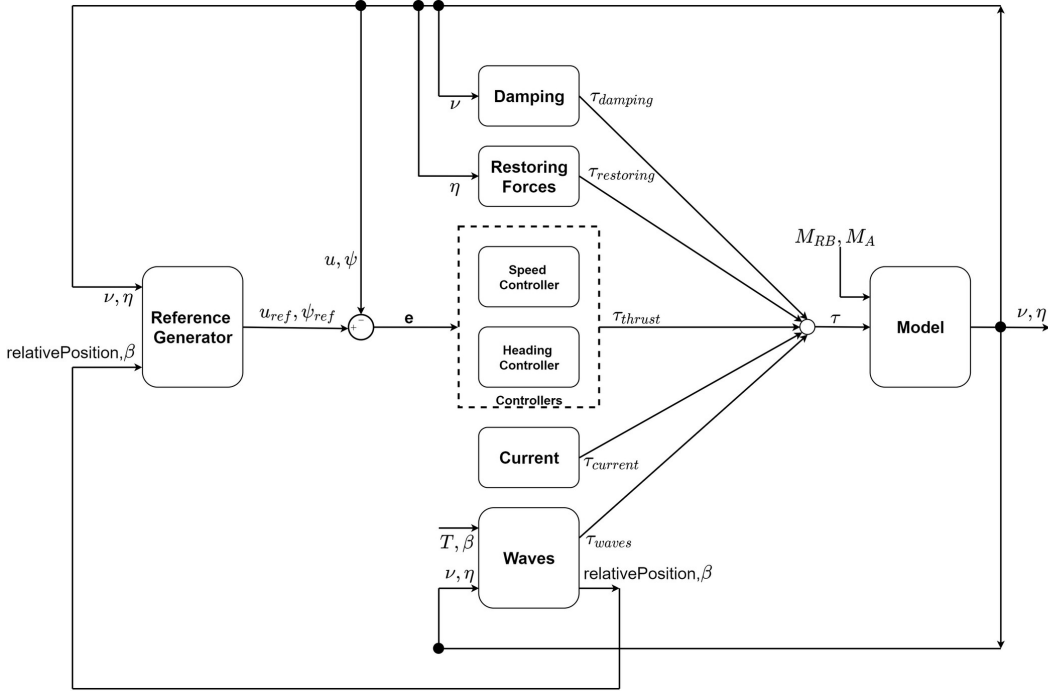 Damping
τ_damping
ν
Restoring
Forces
τ_restoring
η
M_RB, M_A
u, ψ
Speed
Controller
ν, η
Reference
Generator
u_ref, ψ_ref
+
−
e
τ_thrust
τ
Model
ν, η
relativePosition,β
Heading
Controller
Controllers
Current
τ_current
T, β
Waves
τ_waves
ν, η
relativePosition,β